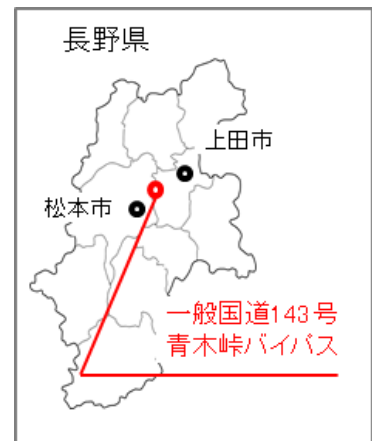 長野県
上田市
松本市
一般国道143号
青木峠バイパス